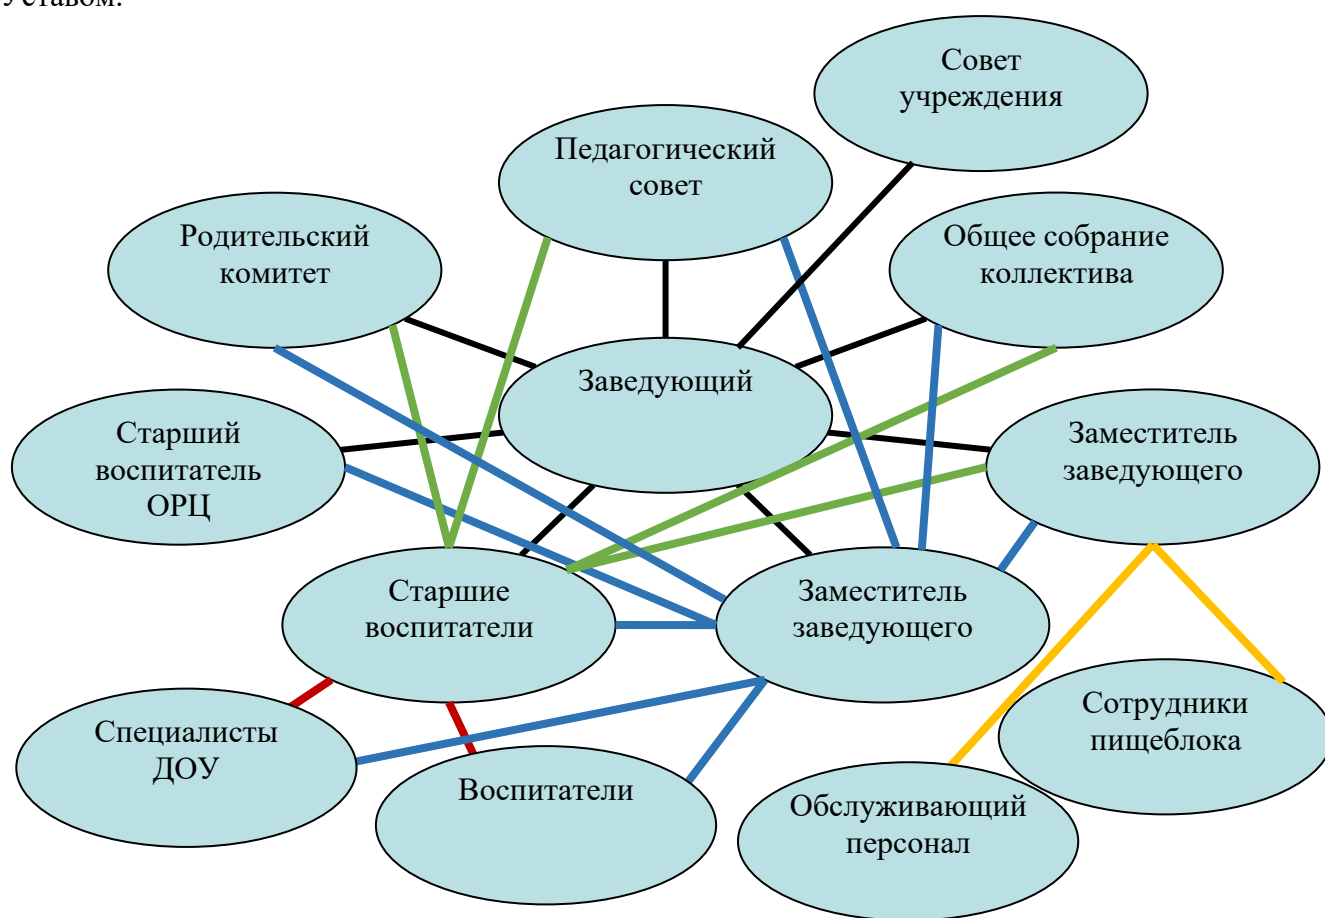 Уставом.
Совет
учреждения
Педагогический
совет
Родительский
комитет
Общее собрание
коллектива
Заведующий
Старший
воспитатель
ОРЦ
Заместитель
заведующего
Старшие
воспитатели
Заместитель
заведующего
Специалисты
ДОУ
Воспитатели
Сотрудники
пищеблока
Обслуживающий
персонал